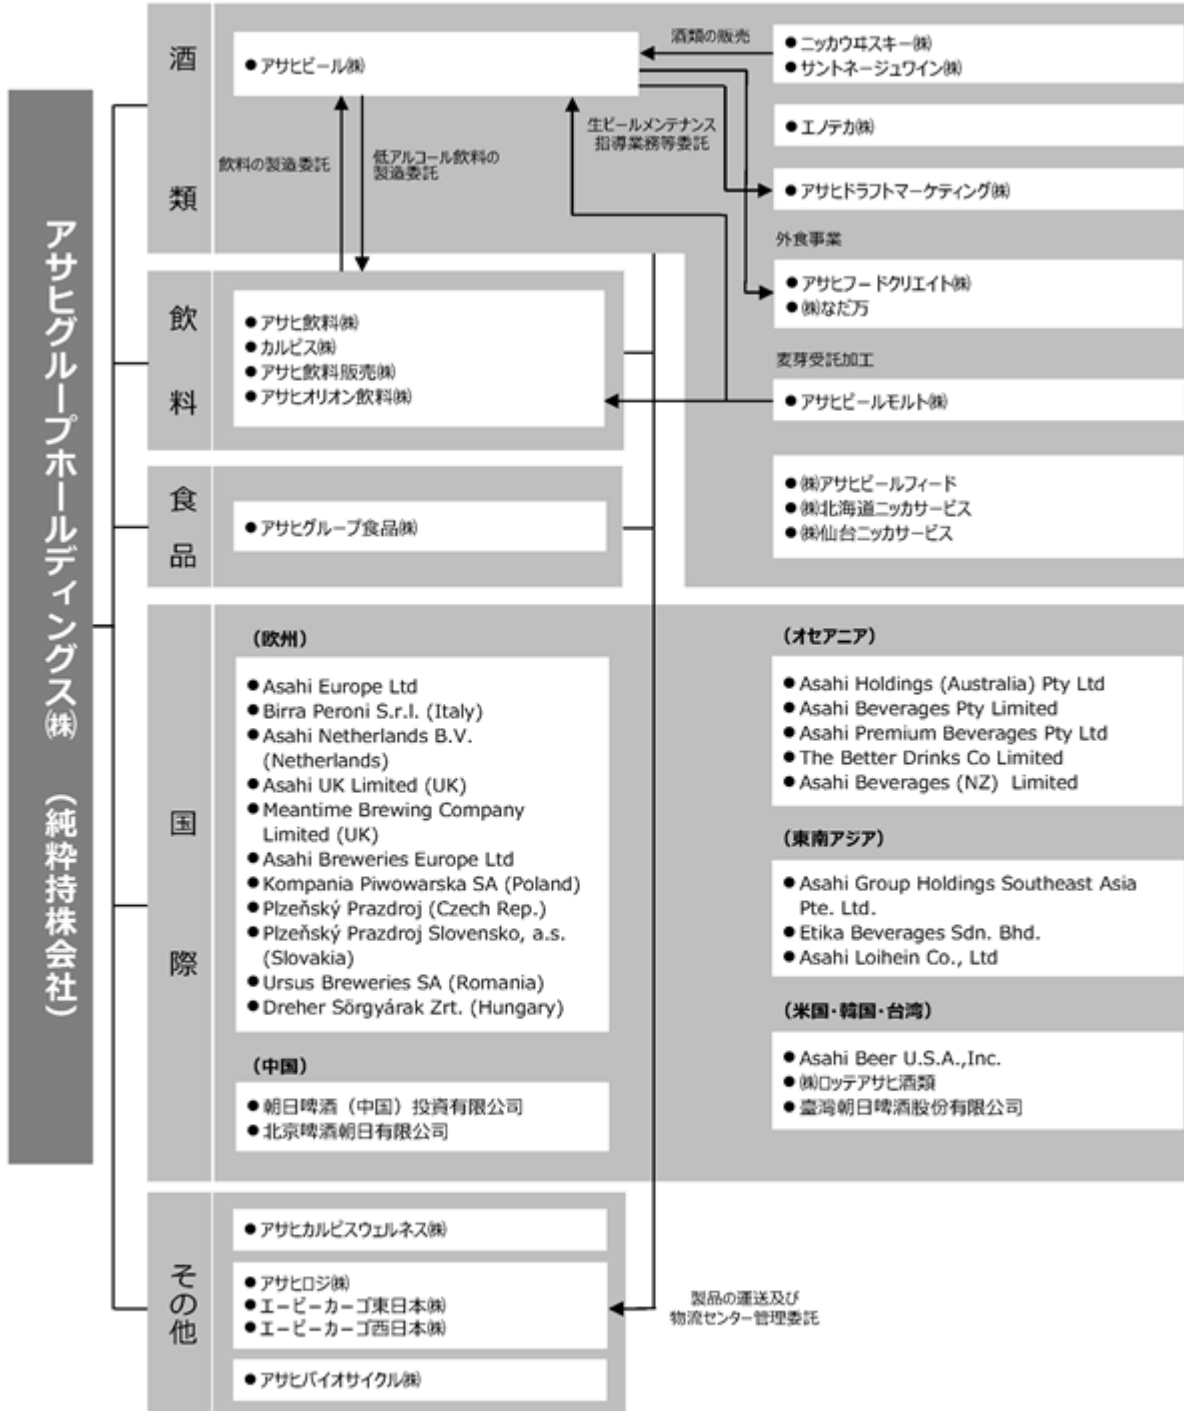 アサヒグループホールディングス㈱ （純粋持株会社）
酒類
●アサヒビール㈱
酒類の販売
●ニッカウヰスキー㈱
●サントネージュワイン㈱
●エノテカ㈱
生ビールメンテナンス
指導業務等委託
●アサヒドラフトマーケティング㈱
飲料の製造委託
低アルコール飲料の
製造委託
外食事業
●アサヒフードクリエイト㈱
●㈱なだ万
麦芽受託加工
●アサヒビールモルト㈱
●㈱アサヒビールフィード
●㈱北海道ニッカサービス
●㈱仙台ニッカサービス
飲料
●アサヒ飲料㈱
●カルピス㈱
●アサヒ飲料販売㈱
●アサヒオリオン飲料㈱
食品
●アサヒグループ食品㈱
国際
（欧州）
●Asahi Europe Ltd
●Birra Peroni S.r.l. (Italy)
●Asahi Netherlands B.V.
(Netherlands)
●Asahi UK Limited (UK)
●Meantime Brewing Company
Limited (UK)
●Asahi Breweries Europe Ltd
●Kompania Piwowarska SA (Poland)
●Plzeňský Prazdroj (Czech Rep.)
●Plzeňský Prazdroj Slovensko, a.s.
(Slovakia)
●Ursus Breweries SA (Romania)
●Dreher Sörgyárak Zrt. (Hungary)
（中国）
●朝日啤酒（中国）投資有限公司
●北京啤酒朝日有限公司
（オセアニア）
●Asahi Holdings (Australia) Pty Ltd
●Asahi Beverages Pty Limited
●Asahi Premium Beverages Pty Ltd
●The Better Drinks Co Limited
●Asahi Beverages (NZ) Limited
（東南アジア）
●Asahi Group Holdings Southeast Asia
Pte. Ltd.
●Etika Beverages Sdn. Bhd.
●Asahi Loihein Co., Ltd
（米国・韓国・台湾）
●Asahi Beer U.S.A.,Inc.
●㈱ロッテアサヒ酒類
●臺灣朝日啤酒股份有限公司
その他
●アサヒカルピスウェルネス㈱
●アサヒロジ㈱
●エービーカーゴ東日本㈱
●エービーカーゴ西日本㈱
●アサヒバイオサイクル㈱
製品の運送及び
物流センター管理委託